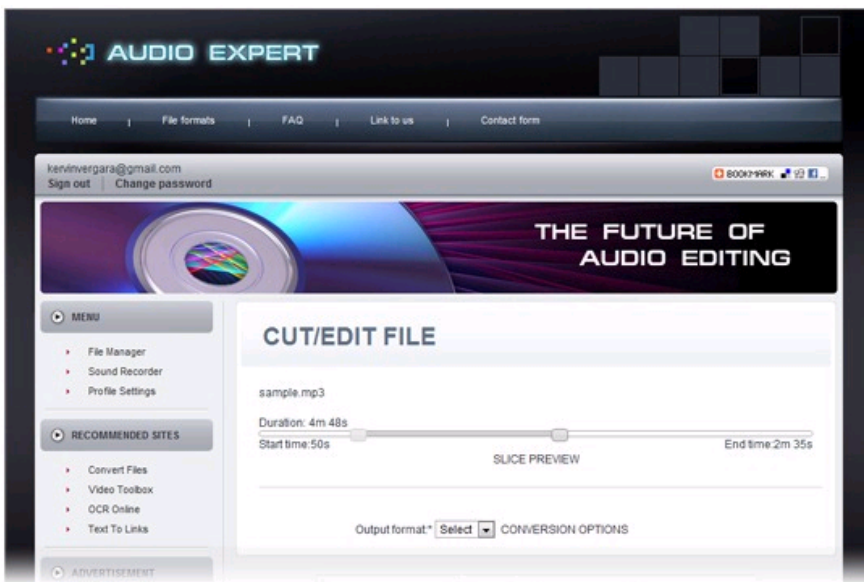 AUDIO EXPERT
Home | File formats | FAQ | Link to us | Contact form
kervinvergara@gmail.com
Sign out | Change password
BOOKMARK
THE FUTURE OF
AUDIO EDITING
MENU
File Manager
Sound Recorder
Profile Settings
RECOMMENDED SITES
Convert Files
Video Toolbox
OCR Online
Text To Links
ADVERTISEMENT
CUT/EDIT FILE
sample.mp3
Duration: 4m 48s
Start time:50s
End time:2m 35s
SLICE PREVIEW
Output format:* Select CONVERSION OPTIONS